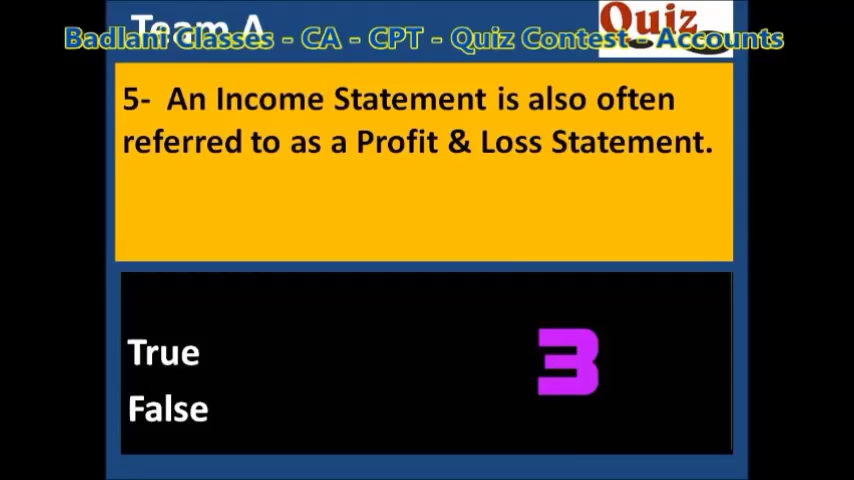 Team A
Quiz
Badlani Classes - CA - CPT - Quiz Contest - Accounts
5- An Income Statement is also often
referred to as a Profit & Loss Statement.
True
3
False